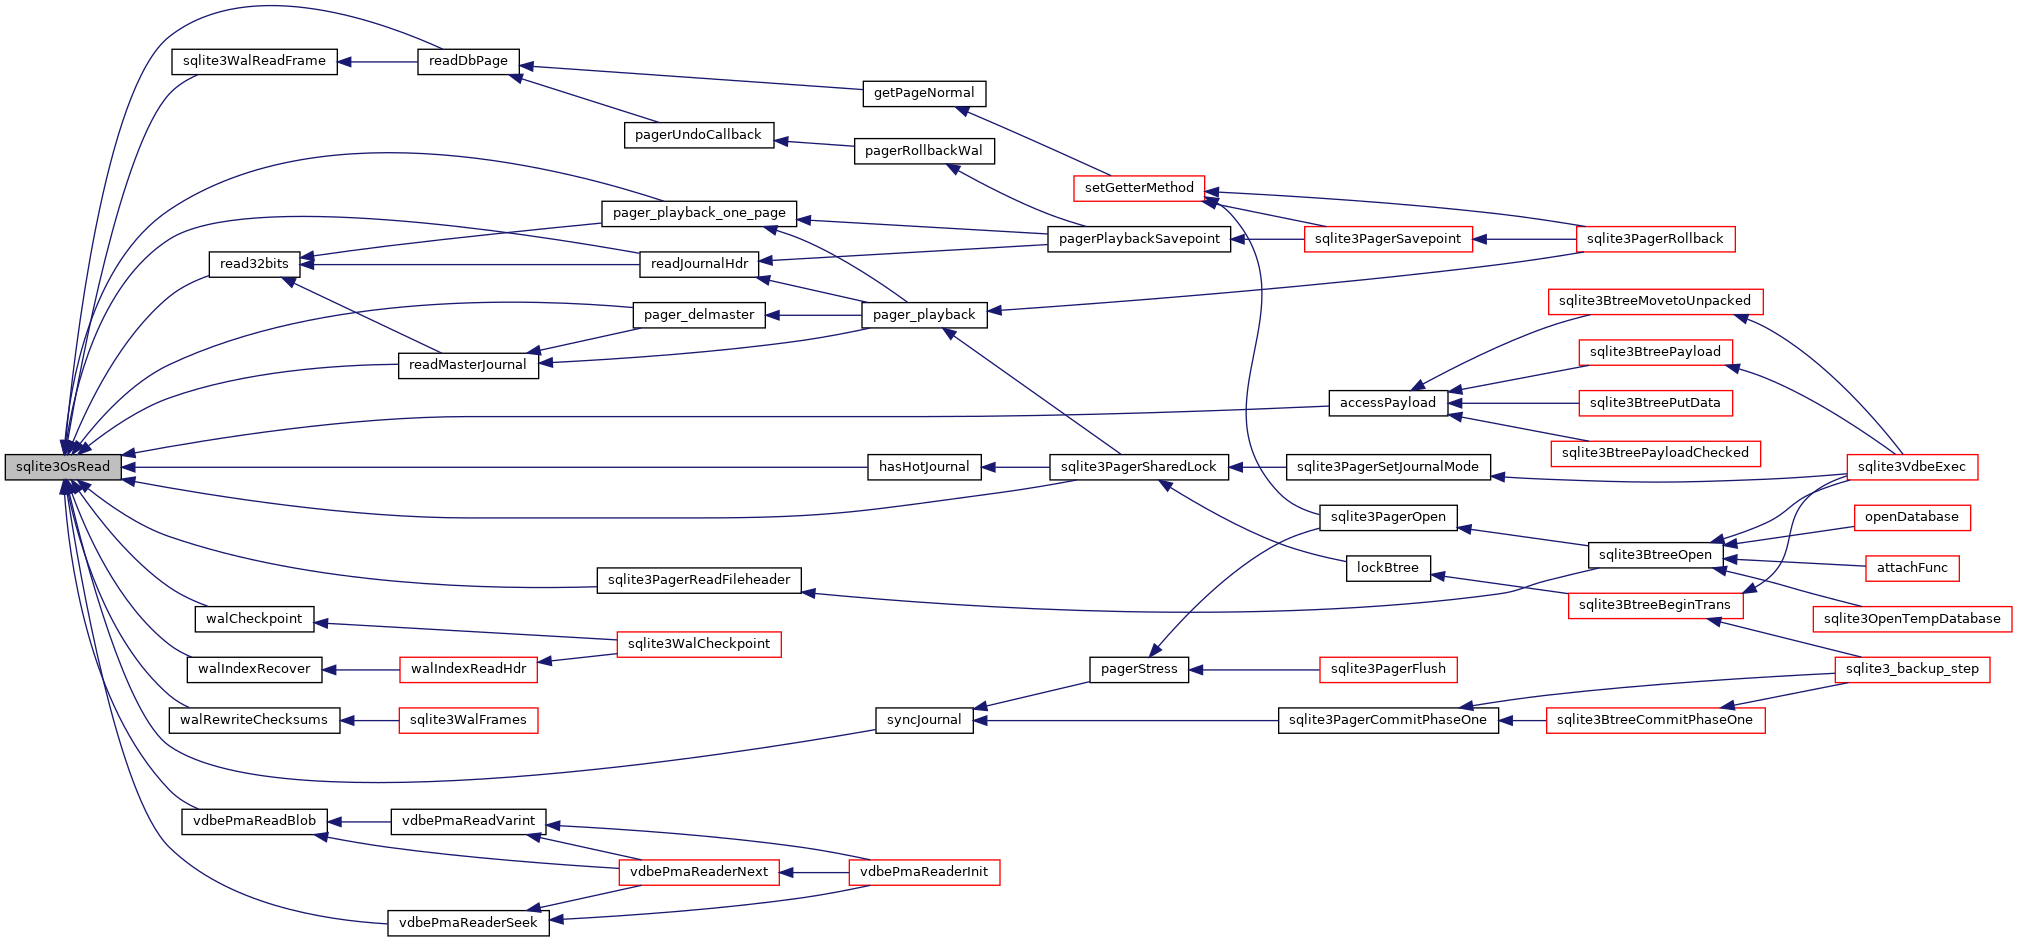 sqlite3WalReadFrame
readDbPage
getPageNormal
pagerUndoCallback
pagerRollbackWal
setGetterMethod
pager_playback_one_page
pagerPlaybackSavepoint
sqlite3PagerSavepoint
sqlite3PagerRollback
read32bits
readJournalHdr
sqlite3BtreeMovetoUnpacked
pager_delmaster
pager_playback
sqlite3BtreePayload
readMasterJournal
accessPayload
sqlite3BtreePutData
sqlite3BtreePayloadChecked
sqlite3OsRead
hasHotJournal
sqlite3PagerSharedLock
sqlite3PagerSetJournalMode
sqlite3VdbeExec
sqlite3PagerOpen
openDatabase
sqlite3BtreeOpen
lockBtree
attachFunc
sqlite3PagerReadFileheader
sqlite3BtreeBeginTrans
walCheckpoint
sqlite3OpenTempDatabase
sqlite3WalCheckpoint
walIndexRecover
walIndexReadHdr
pagerStress
sqlite3PagerFlush
sqlite3_backup_step
walRewriteChecksums
sqlite3WalFrames
syncJournal
sqlite3PagerCommitPhaseOne
sqlite3BtreeCommitPhaseOne
vdbePmaReadBlob
vdbePmaReadVarint
vdbePmaReaderNext
vdbePmaReaderInit
vdbePmaReaderSeek